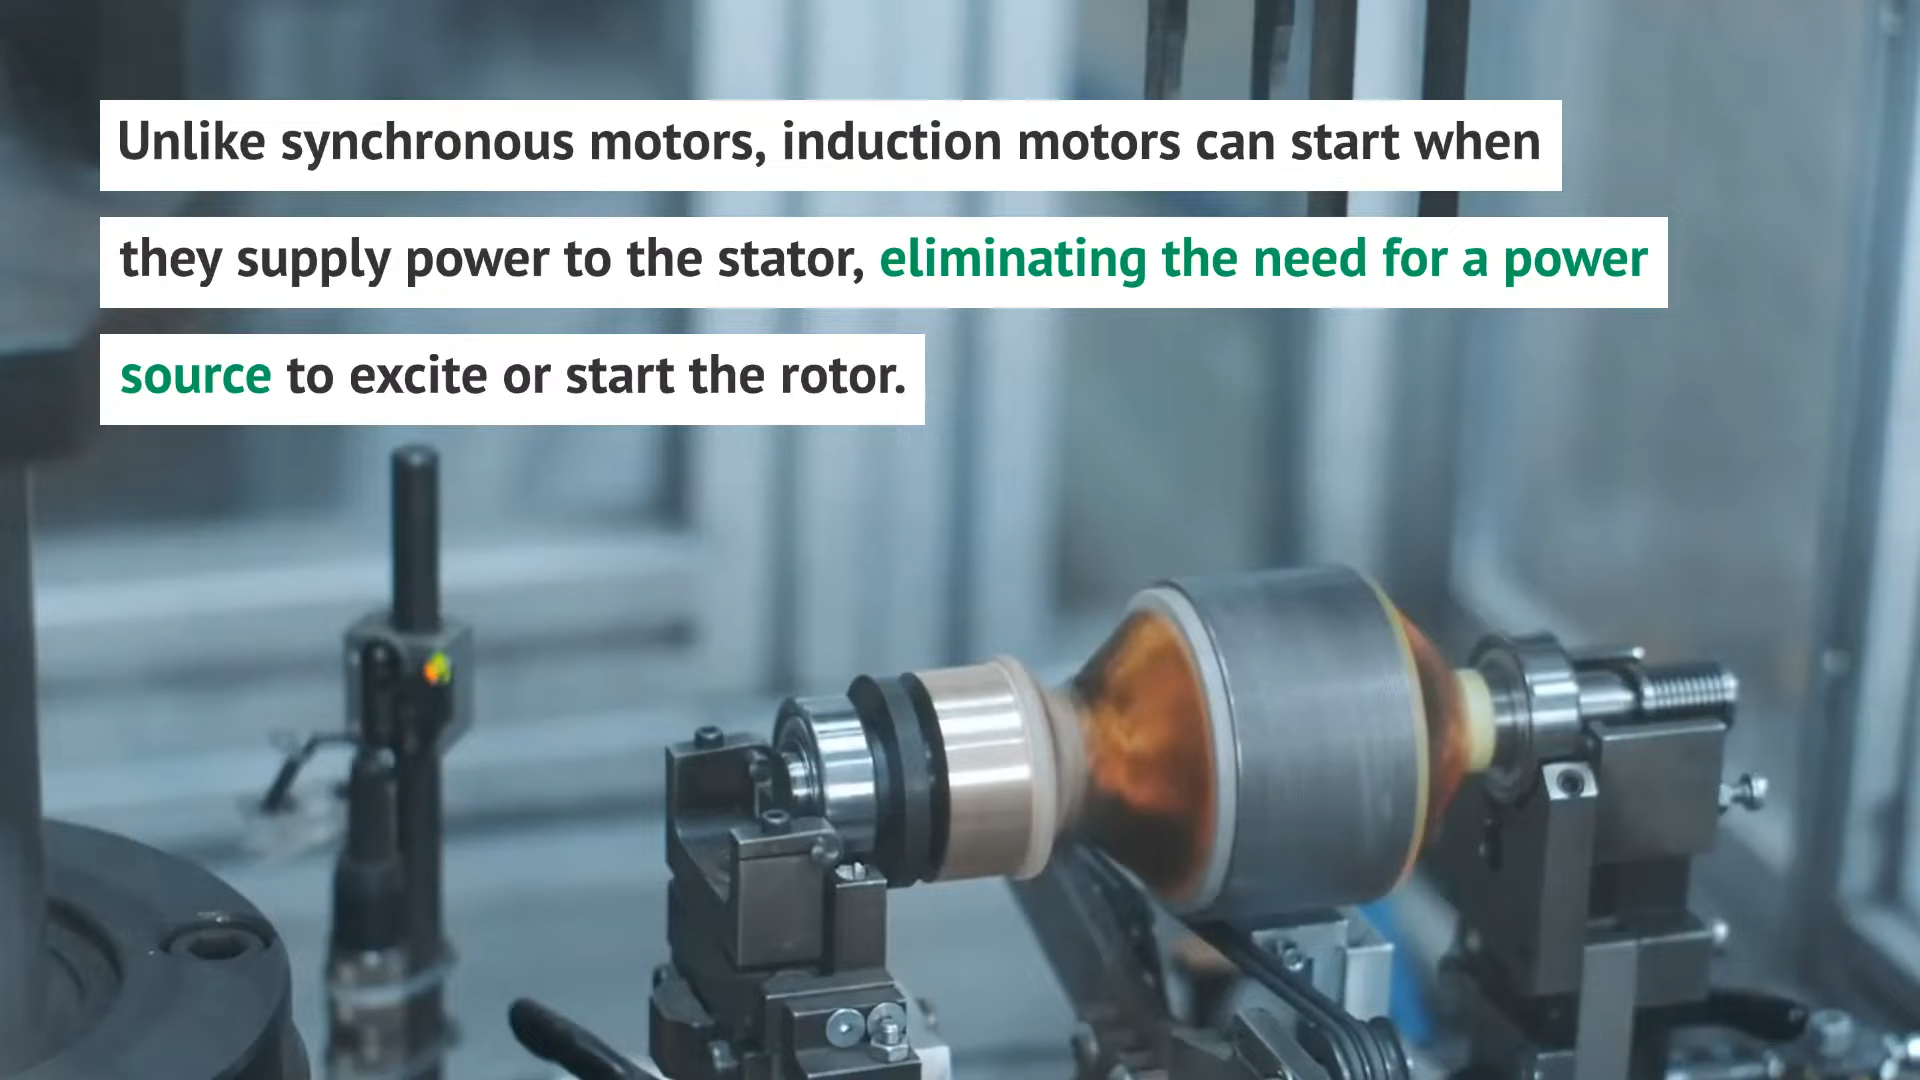 Unlike synchronous motors, induction motors can start when
they supply power to the stator, eliminating the need for a power
source to excite or start the rotor.